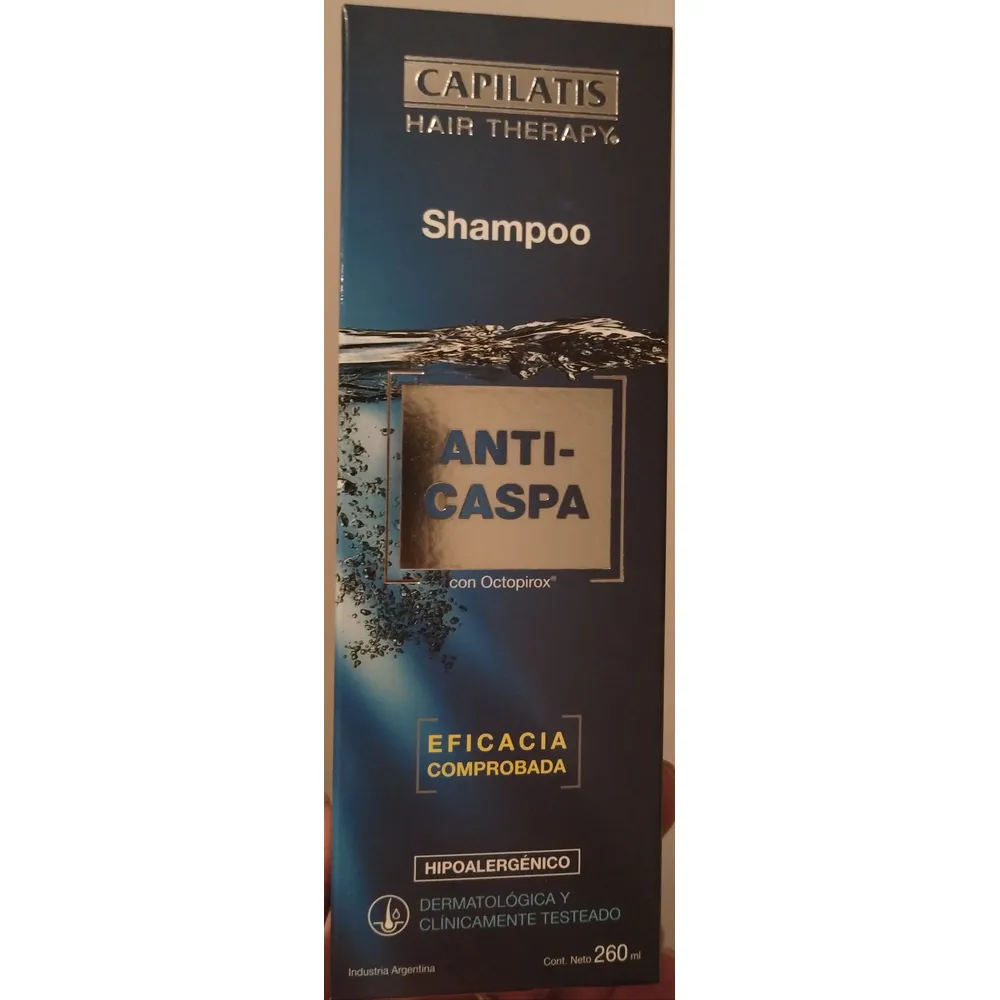 CAPILATIS
HAIR THERAPY®
Shampoo
ANTI-
CASPA
con Octopirox®
EFICACIA
COMPROBADA
HIPOALERGÉNICO
DERMATOLÓGICA Y
CLÍNICAMENTE TESTEADO
Industria Argentina
Cont. Neto 260 ml